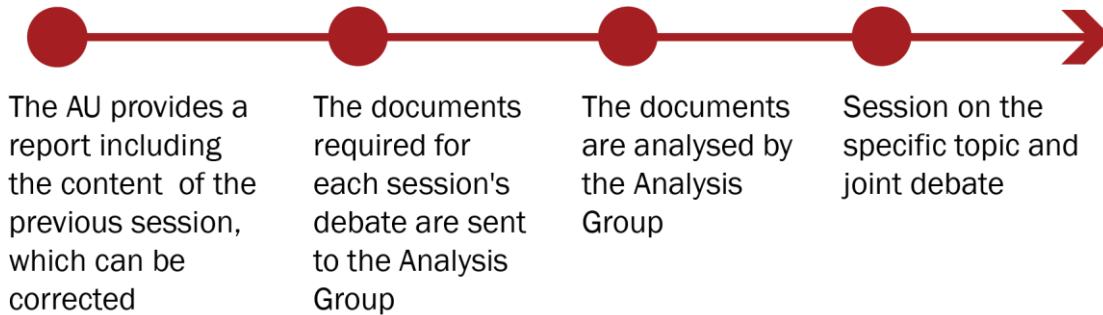 The AU provides a
report including
the content of the
previous session,
which can be
corrected
The documents
required for
each session's
debate are sent
to the Analysis
Group
The documents
are analysed by
the Analysis
Group
Session on the
specific topic and
joint debate